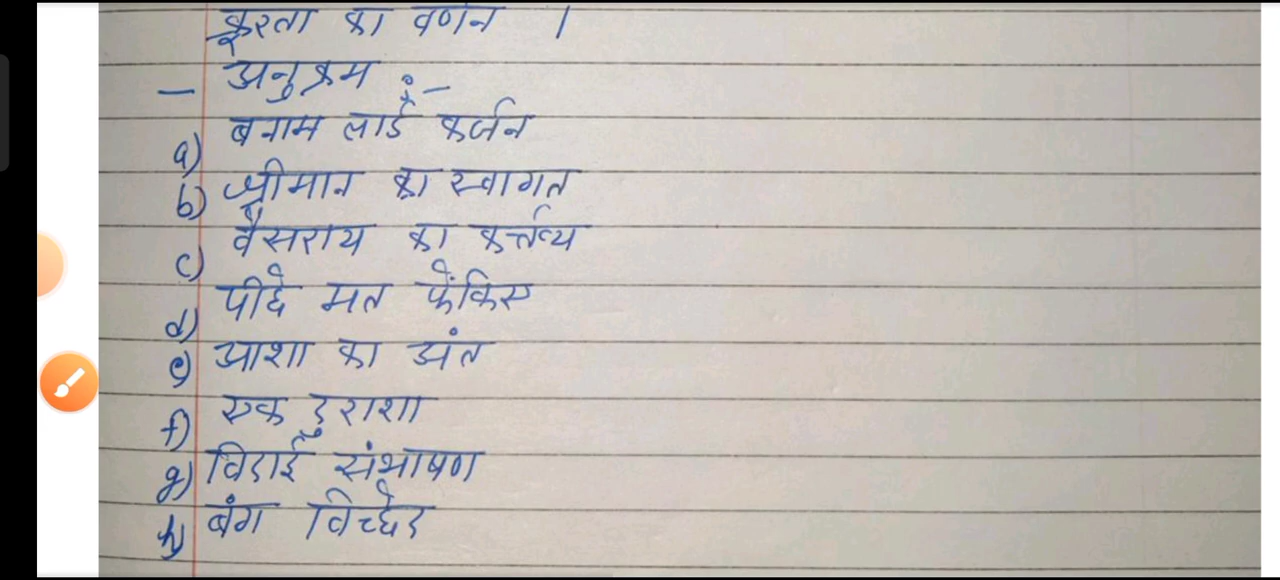 क्रूरता का वर्णन ।
— अनुक्रम :–
a) बनाम लार्ड कर्जन
b) श्रीमान का स्वागत
c) वैसराय का कर्त्तव्य
d) पीछे मत फेंकिए
e) आशा का अंत
f) एक दुराशा
g) विदाई संभाषण
h) बंग विच्छेद